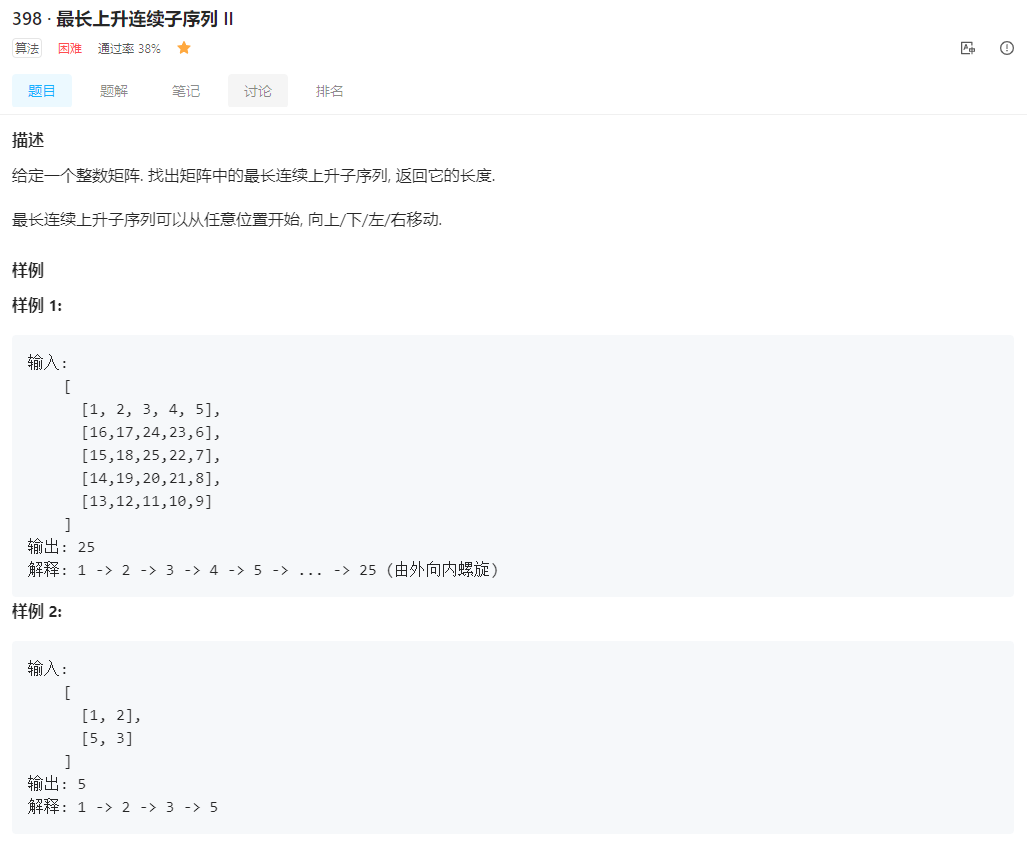 398 · 最长上升连续子序列 II
算法 困难 通过率 38%
题目 题解 笔记 讨论 排名
描述
给定一个整数矩阵. 找出矩阵中的最长连续上升子序列, 返回它的长度.
最长连续上升子序列可以从任意位置开始, 向上/下/左/右移动.
样例
样例 1:
输入:
[
[1, 2, 3, 4, 5],
[16,17,24,23,6],
[15,18,25,22,7],
[14,19,20,21,8],
[13,12,11,10,9]
]
输出: 25
解释: 1 -> 2 -> 3 -> 4 -> 5 -> ... -> 25 (由外向内螺旋)
样例 2:
输入:
[
[1, 2],
[5, 3]
]
输出: 5
解释: 1 -> 2 -> 3 -> 5